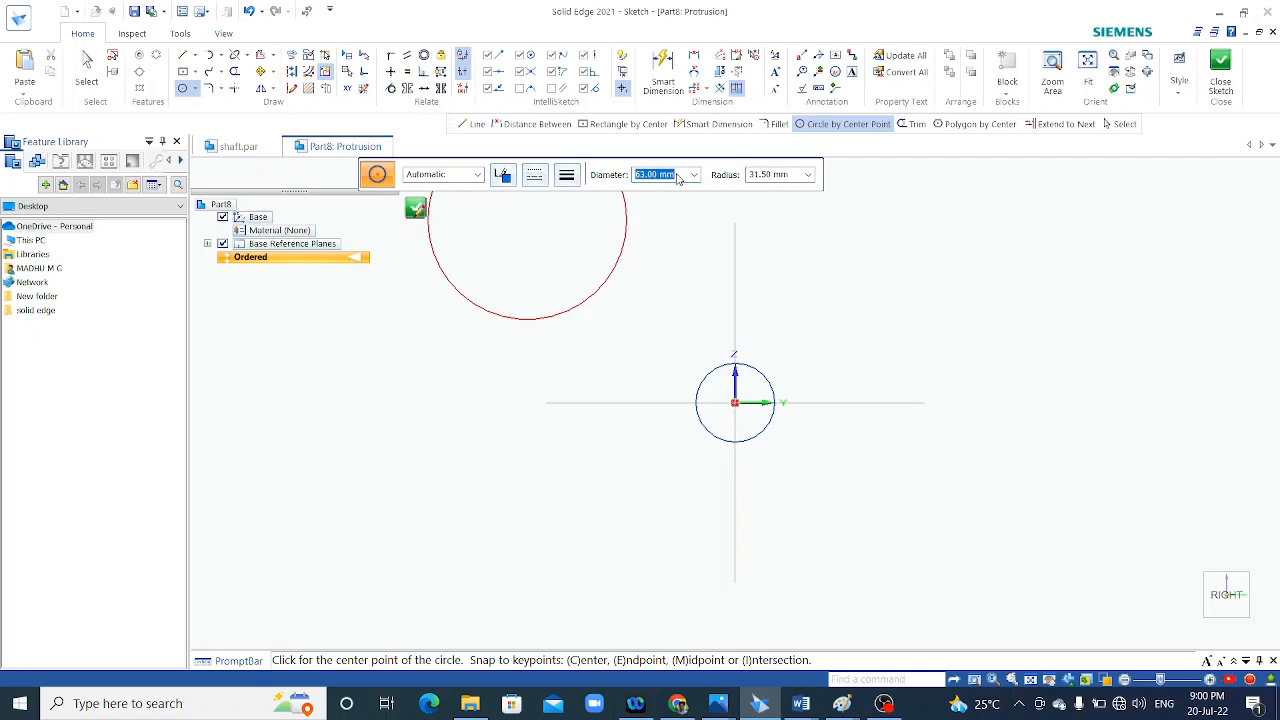 Solid Edge 2021 - Sketch - [Part8: Protrusion]
Home
Inspect
Tools
View
SIEMENS
Paste
Select
Smart
Dimension
Update All
Convert All
Block
Zoom
Area
Fit
Style
Close
Sketch
Clipboard
Select
Features
Draw
Relate
IntelliSketch
Dimension
Annotation
Property Text
Arrange
Blocks
Orient
Style
Close
Line
Distance Between
Rectangle by Center
Smart Dimension
Fillet
Circle by Center Point
Trim
Polygon by Center
Extend to Next
Select
Feature Library
shaft.par
Part8: Protrusion
Automatic
Diameter:
63.00 mm
Radius:
31.50 mm
Desktop
OneDrive - Personal
This PC
Libraries
MADHU M G
Network
New folder
solid edge
Part8
Base
Material (None)
Base Reference Planes
Ordered
Z
Y
RIGHT
PromptBar
Click for the center point of the circle. Snap to keypoints: (C)enter, (E)ndpoint, (M)idpoint or (I)ntersection.
Find a command
Type here to search
23°C
9:00 PM
20-Jul-22